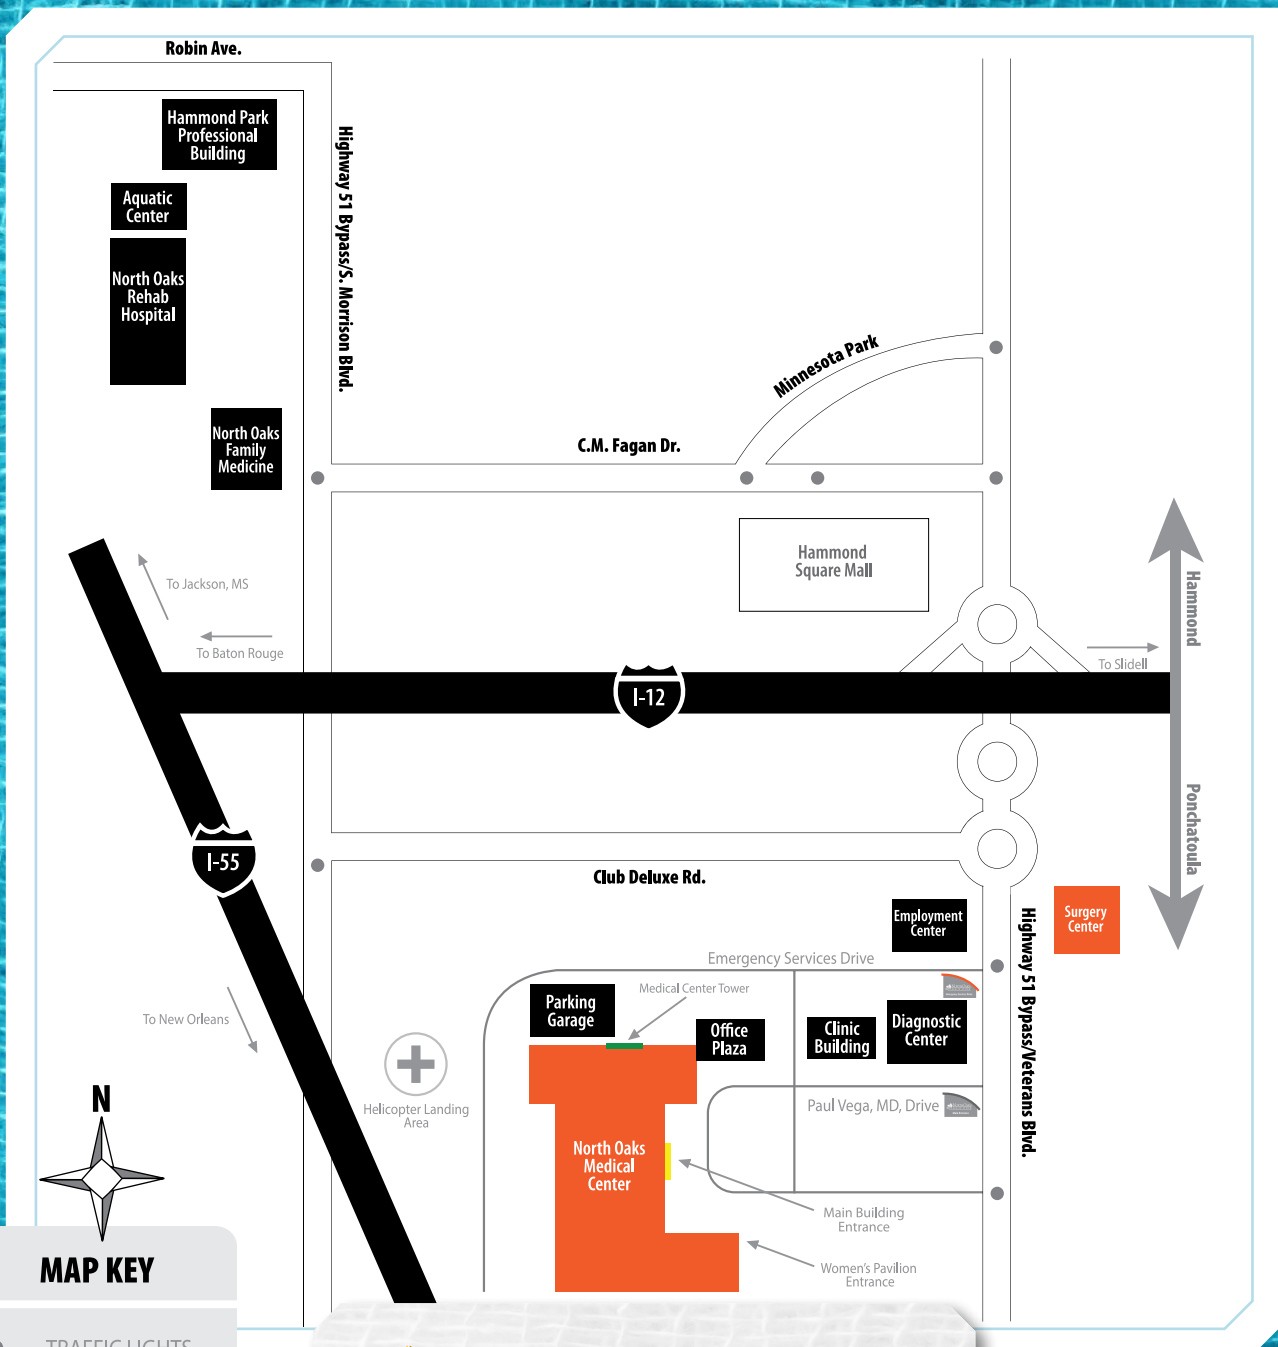 Robin Ave.
Hammond Park
Professional
Building
Aquatic
Center
North Oaks
Rehab
Hospital
Highway 51 Bypass/S. Morrison Blvd.
North Oaks
Family
Medicine
Minnesota Park
C.M. Fagan Dr.
Hammond
Square Mall
To Jackson, MS
To Baton Rouge
To Slidell
Hammond
Ponchatoula
I-12
I-55
Club Deluxe Rd.
Employment
Center
Surgery
Center
Highway 51 Bypass/Veterans Blvd.
Emergency Services Drive
Medical Center Tower
Parking
Garage
Office
Plaza
Clinic
Building
Diagnostic
Center
To New Orleans
Helicopter Landing
Area
Paul Vega, MD, Drive
North Oaks
Medical
Center
Main Building
Entrance
Women's Pavilion
Entrance
N
MAP KEY
TRAFFIC LIGHTS